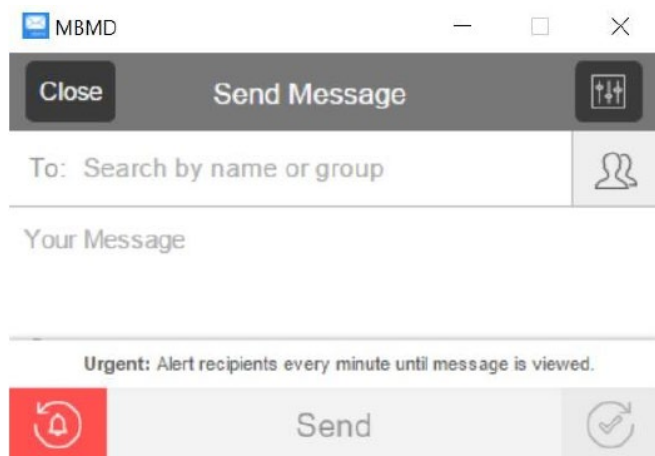 MBMD
Close Send Message
To: Search by name or group
Your Message
Urgent: Alert recipients every minute until message is viewed.
Send